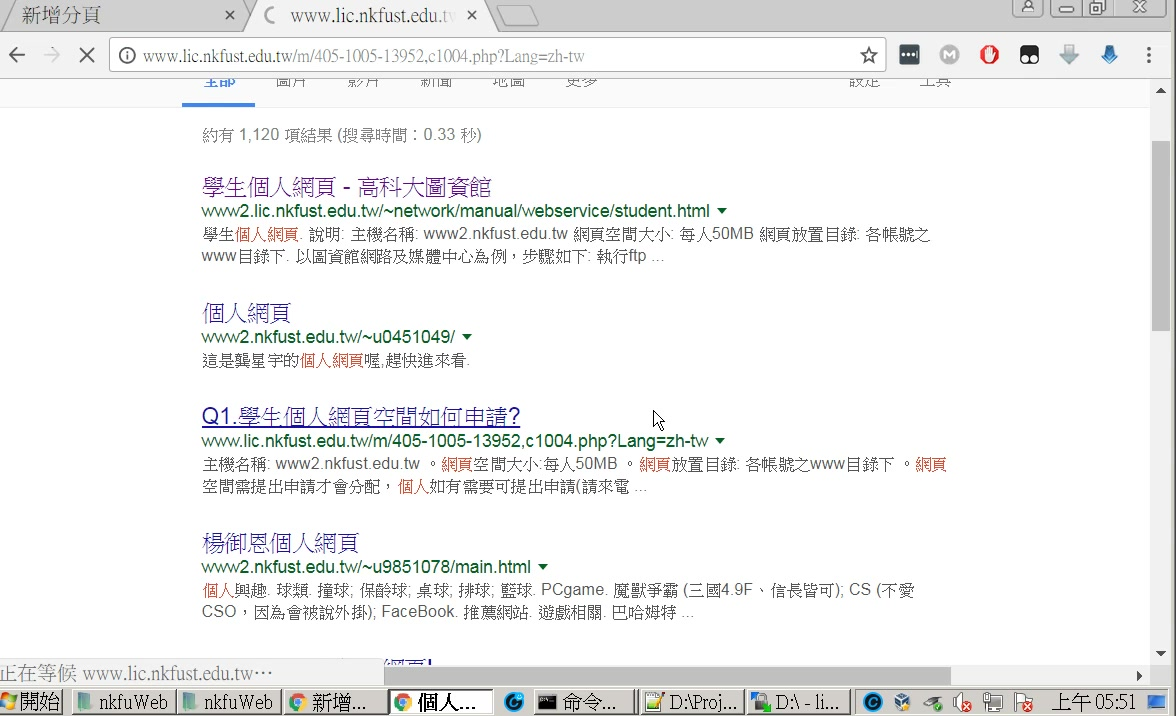 新增分頁
www.lic.nkfust.edu.tw
www.lic.nkfust.edu.tw/m/405-1005-13952,c1004.php?Lang=zh-tw
全部 圖片 影片 新聞 地圖 更多 設定 工具
約有 1,120 項結果 (搜尋時間：0.33 秒)
學生個人網頁 - 高科大圖資館
www2.lic.nkfust.edu.tw/~network/manual/webservice/student.html
學生個人網頁. 說明: 主機名稱: www2.nkfust.edu.tw 網頁空間大小: 每人50MB 網頁放置目錄: 各帳號之
www目錄下. 以圖資館網路及媒體中心為例，步驟如下: 執行ftp ...
個人網頁
www2.nkfust.edu.tw/~u0451049/
這是龔星宇的個人網頁喔,趕快進來看.
Q1.學生個人網頁空間如何申請?
www.lic.nkfust.edu.tw/m/405-1005-13952,c1004.php?Lang=zh-tw
主機名稱: www2.nkfust.edu.tw 。網頁空間大小:每人50MB 。網頁放置目錄: 各帳號之www目錄下 。網頁
空間需提出申請才會分配，個人如有需要可提出申請(請來電 ...
楊御恩個人網頁
www2.nkfust.edu.tw/~u9851078/main.html
個人興趣. 球類. 撞球; 保齡球; 桌球; 排球; 籃球. PCgame. 魔獸爭霸 (三國4.9F、信長皆可); CS (不愛
CSO，因為會被說外掛); FaceBook. 推薦網站. 遊戲相關. 巴哈姆特 ...
正在等候 www.lic.nkfust.edu.tw…
開始 nkfuWeb nkfuWeb 新增... 個人... 命令... D:\Proj... D:\ - li... 上午 05:51